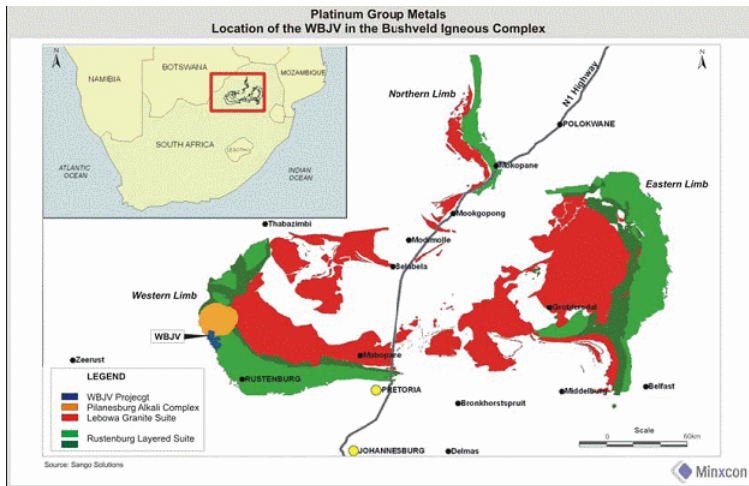 Platinum Group Metals
Location of the WBJV in the Bushveld Igneous Complex
N
BOTSWANA
NAMIBIA
MOZAMBIQUE
SOUTH AFRICA
LESOTHO
ATLANTIC
OCEAN
INDIAN
OCEAN
N
Northern Limb
N1 Highway
POLOKWANE
Mokopane
Eastern Limb
Mookgopong
Thabazimbi
Modimolle
Belabela
Western Limb
WBJV
Zeerust
Mabopane
RUSTENBURG
PRETORIA
Bronkhorstspruit
Middelburg
Belfast
JOHANNESBURG
Delmas
LEGEND
WBJV Projecgt
Pilanesburg Alkali Complex
Lebowa Granite Suite
Rustenburg Layered Suite
Scale
0
60km
Source: Sango Solutions
Minxcon